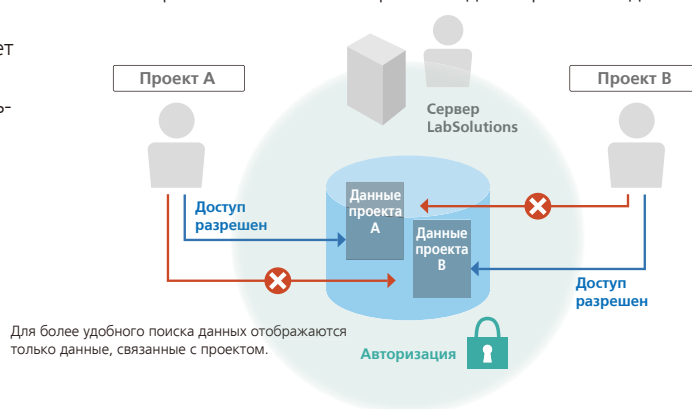 ет
ь-
Проект A
Проект B
Сервер
LabSolutions
Данные
проекта
A
Данные
проекта
B
Доступ
разрешен
Доступ
разрешен
Для более удобного поиска данных отображаются
только данные, связанные с проектом.
Авторизация